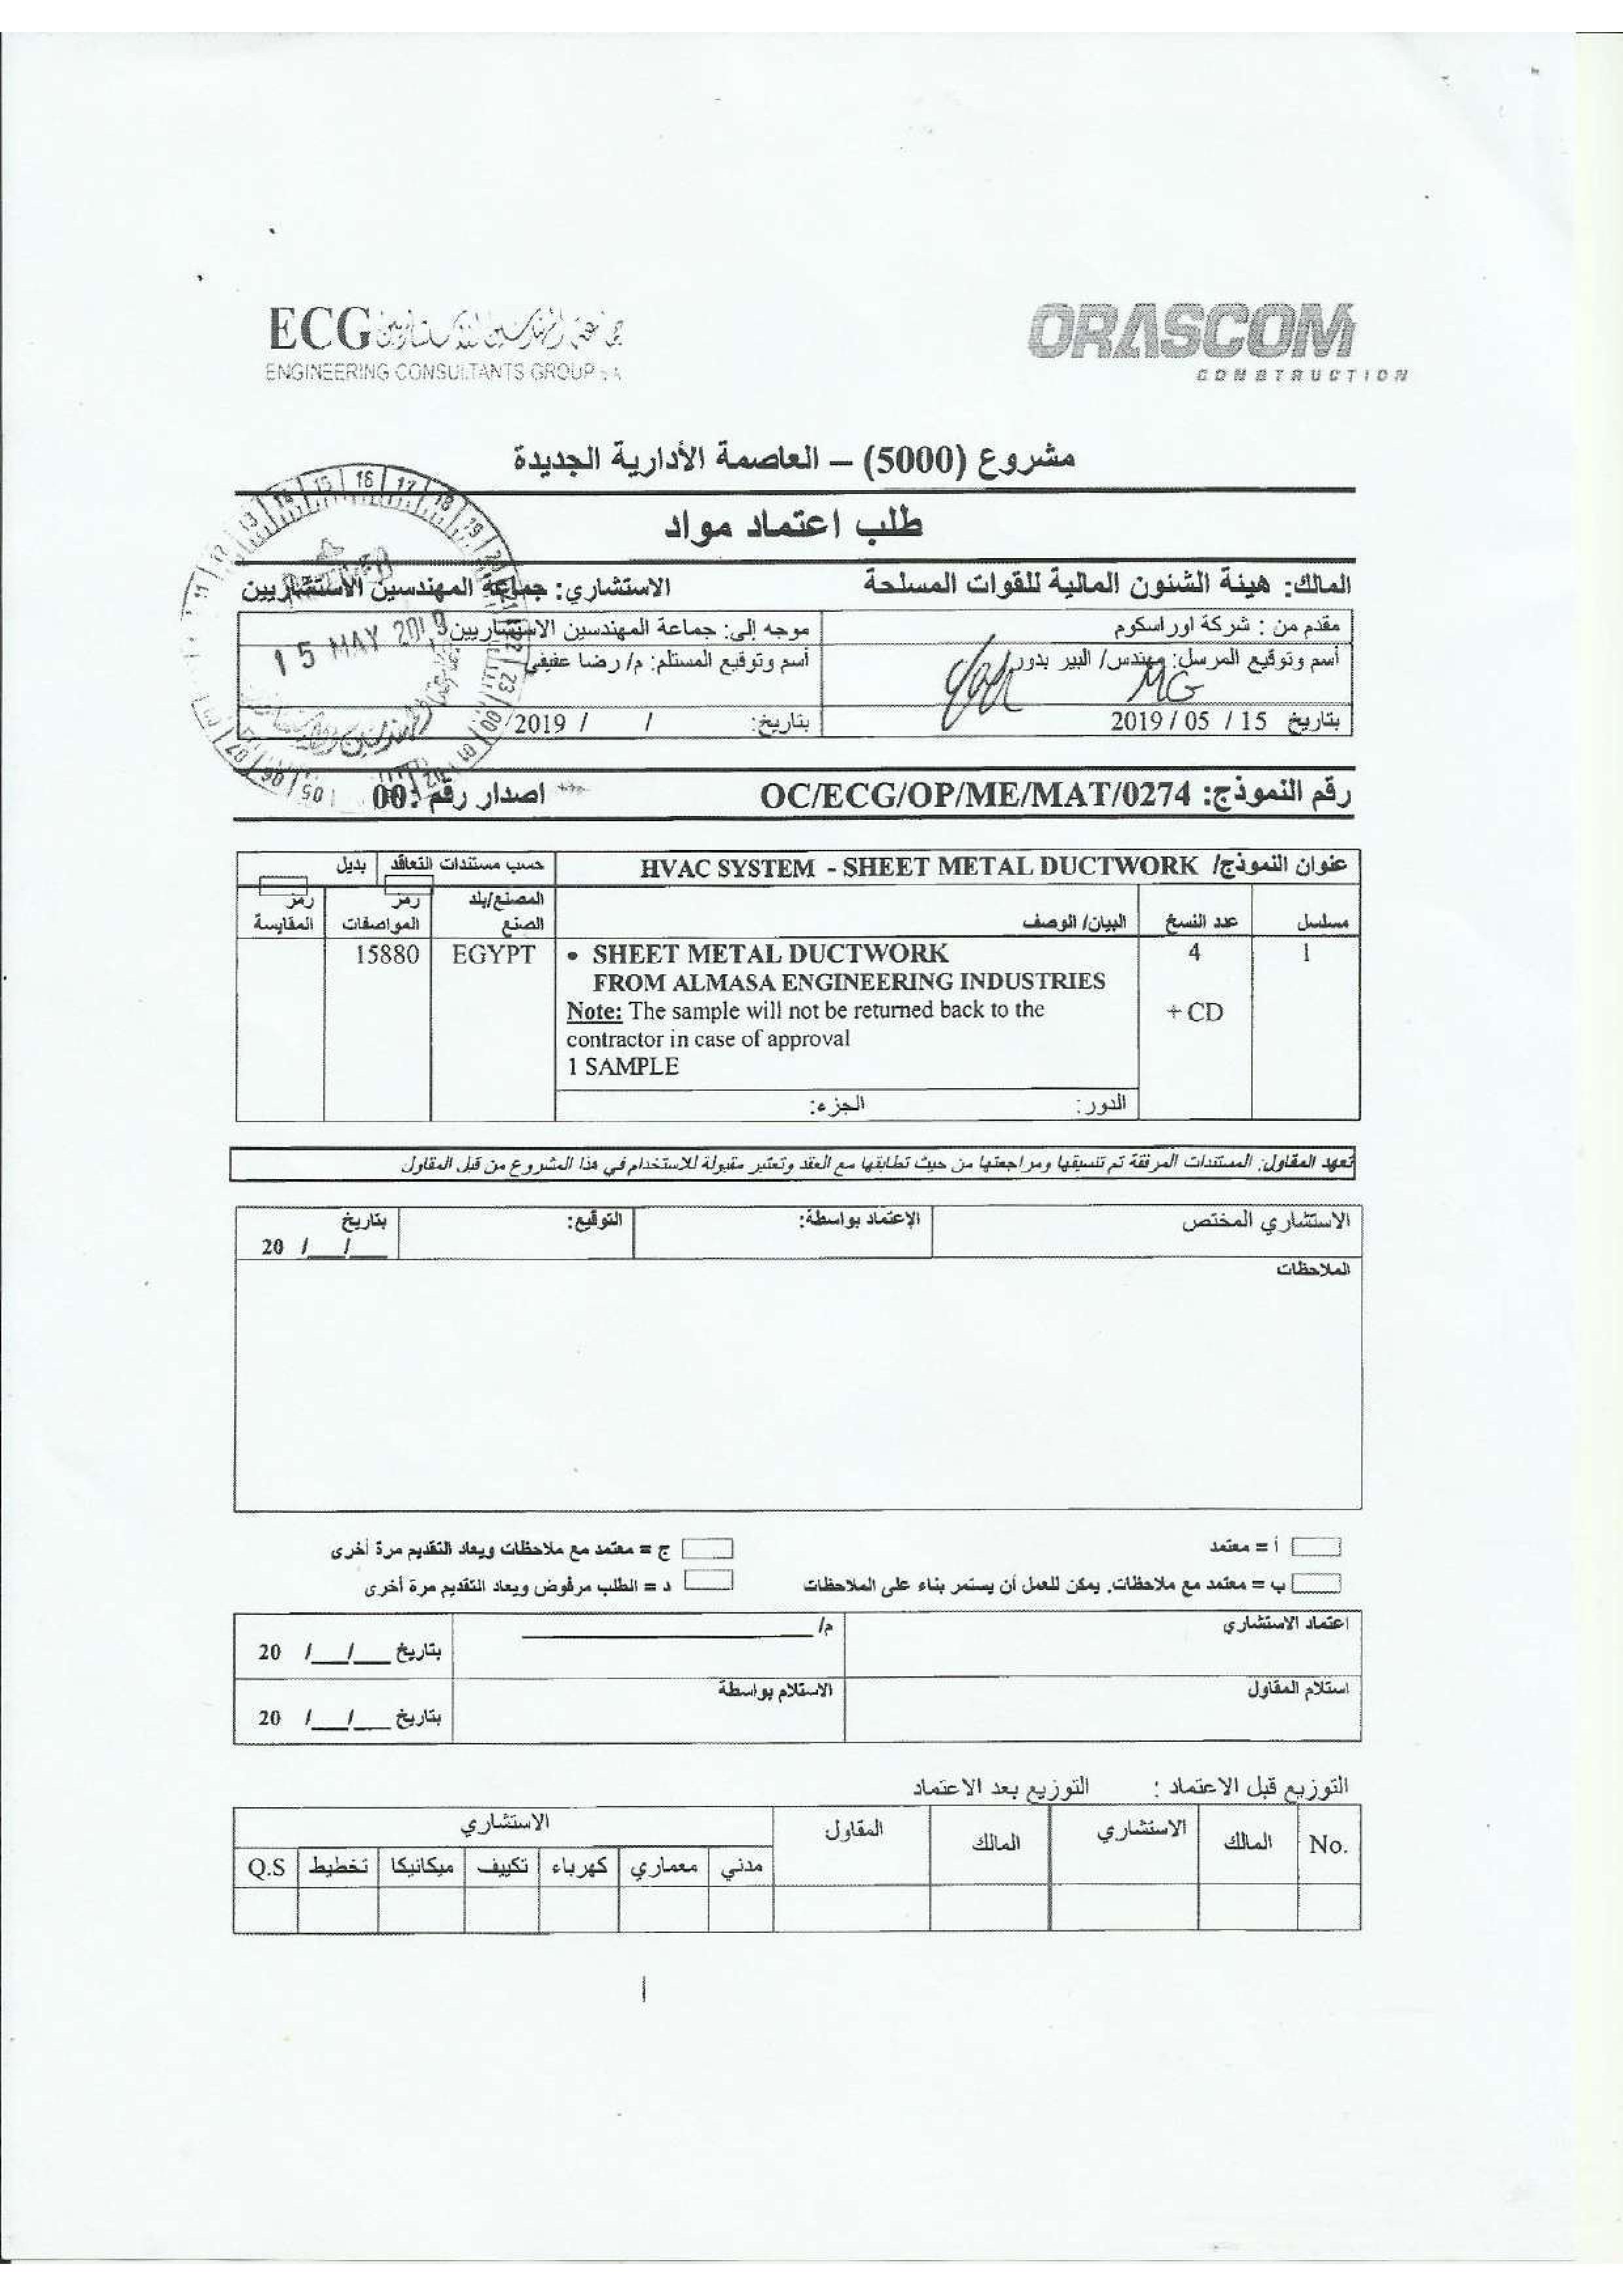 ECG جماعة المهندسين الاستشاريين
ENGINEERING CONSULTANTS GROUP S.A
ORASCOM
CONSTRUCTION
مشروع (5000) – العاصمة الأدارية الجديدة
طلب اعتماد مواد
المالك: هيئة الشئون المالية للقوات المسلحة
الاستشاري: جماعة المهندسين الاستشاريين
مقدم من : شركة اوراسكوم
موجه إلى: جماعة المهندسين الاستشاريين
أسم وتوقيع المرسل: مهندس/ البير بدور
أسم وتوقيع المستلم: م/ رضا عفيفي
MG
15 MAY 2019
بتاريخ 15 / 05 / 2019
بتاريخ: / / 2019
رقم النموذج: OC/ECG/OP/ME/MAT/0274
اصدار رقم :00
عنوان النموذج/ HVAC SYSTEM - SHEET METAL DUCTWORK
حسب مستندات التعاقد
بديل
مسلسل
عدد النسخ
البيان/ الوصف
المصنع/بلد الصنع
رمز المواصفات
رمز المقايسة
1
4
+ CD
• SHEET METAL DUCTWORK
FROM ALMASA ENGINEERING INDUSTRIES
Note: The sample will not be returned back to the
contractor in case of approval
1 SAMPLE
EGYPT
15880
الدور:
الجزء:
تعهد المقاول: المستندات المرفقة تم تنسيقها ومراجعتها من حيث تطابقها مع العقد وتعتبر مقبولة للاستخدام في هذا المشروع من قبل المقاول
الاستشاري المختص
الإعتماد بواسطة:
التوقيع:
بتاريخ
___/___/ 20
الملاحظات
أ = معتمد
ج = معتمد مع ملاحظات ويعاد التقديم مرة أخرى
ب = معتمد مع ملاحظات. يمكن للعمل أن يستمر بناء على الملاحظات
د = الطلب مرفوض ويعاد التقديم مرة أخرى
اعتماد الاستشاري
م/
بتاريخ ___/___/ 20
استلام المقاول
الاستلام بواسطة
بتاريخ ___/___/ 20
التوزيع قبل الاعتماد :
التوزيع بعد الاعتماد
No.
المالك
الاستشاري
المالك
المقاول
الاستشاري
مدني
معماري
كهرباء
تكييف
ميكانيكا
تخطيط
Q.S
1